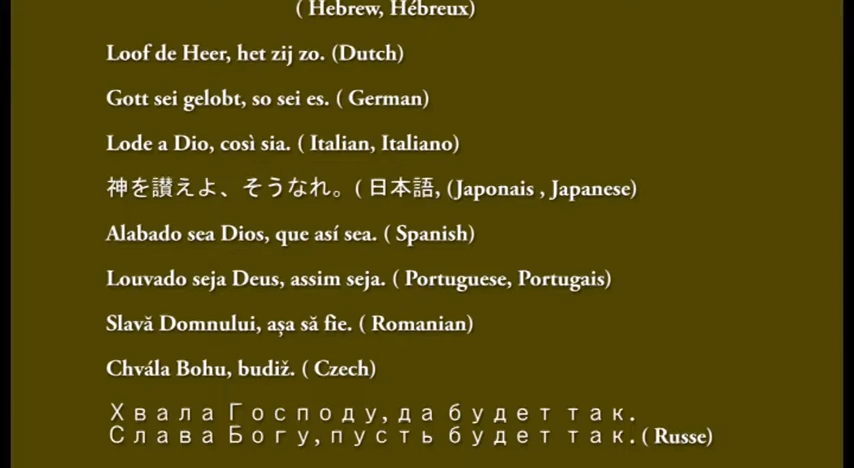 ( Hebrew, Hébreux)
Loof de Heer, het zij zo. (Dutch)
Gott sei gelobt, so sei es. ( German)
Lode a Dio, così sia. ( Italian, Italiano)
神を讃えよ、そうなれ。( 日本語, (Japonais , Japanese)
Alabado sea Dios, que así sea. ( Spanish)
Louvado seja Deus, assim seja. ( Portuguese, Portugais)
Slavă Domnului, așa să fie. ( Romanian)
Chvála Bohu, budiž. ( Czech)
Хвала Господу, да будет так.
Слава Богу, пусть будет так. ( Russe)